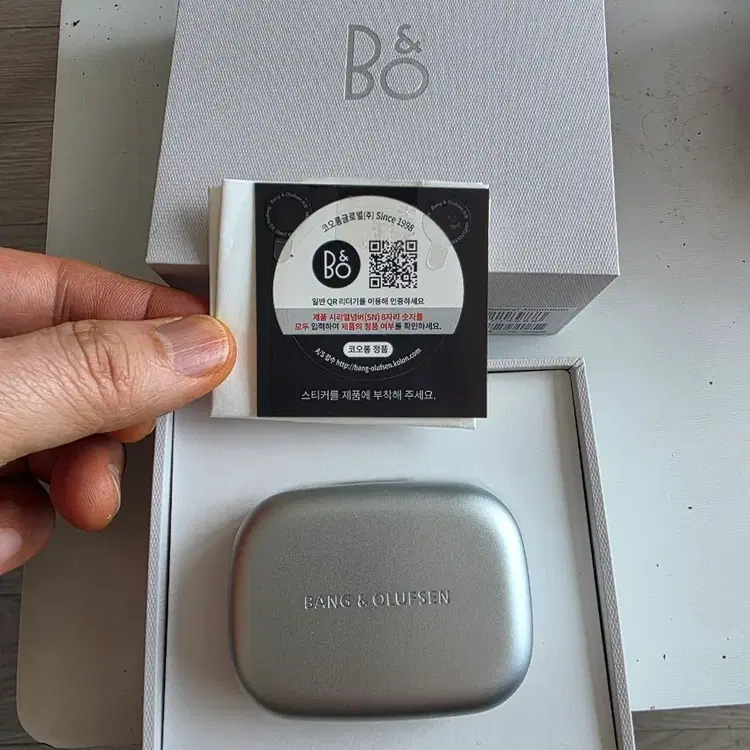 B&O
코오롱글로벌(주) Since 1998
B&O
일반 QR 리더기를 이용해 인증하세요
제품 시리얼넘버(SN) 8자리 숫자를
모두 입력하여 제품의 정품 여부를 확인하세요.
코오롱 정품
A/S 접수 http://bang-olufsen.kolon.com
스티커를 제품에 부착해 주세요.
BANG & OLUFSEN